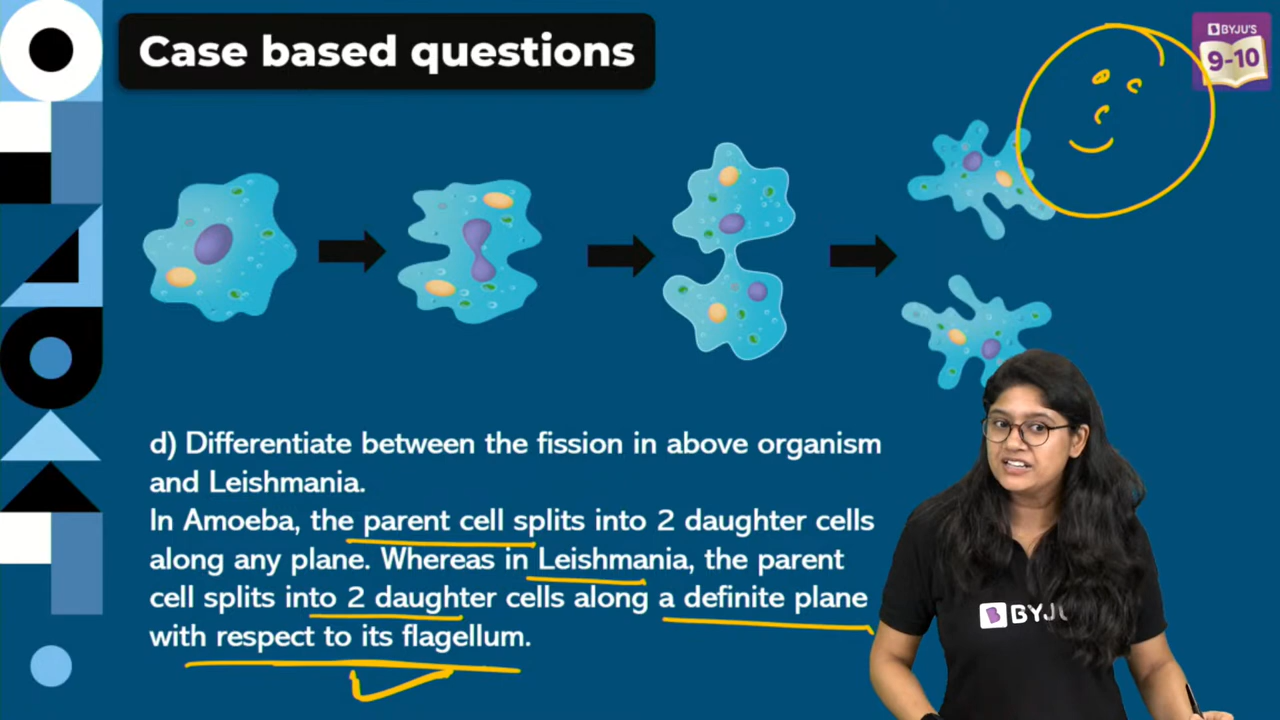 Case based questions
BYJU'S
9-10
d) Differentiate between the fission in above organism
and Leishmania.
In Amoeba, the parent cell splits into 2 daughter cells
along any plane. Whereas in Leishmania, the parent
cell splits into 2 daughter cells along a definite plane
with respect to its flagellum.